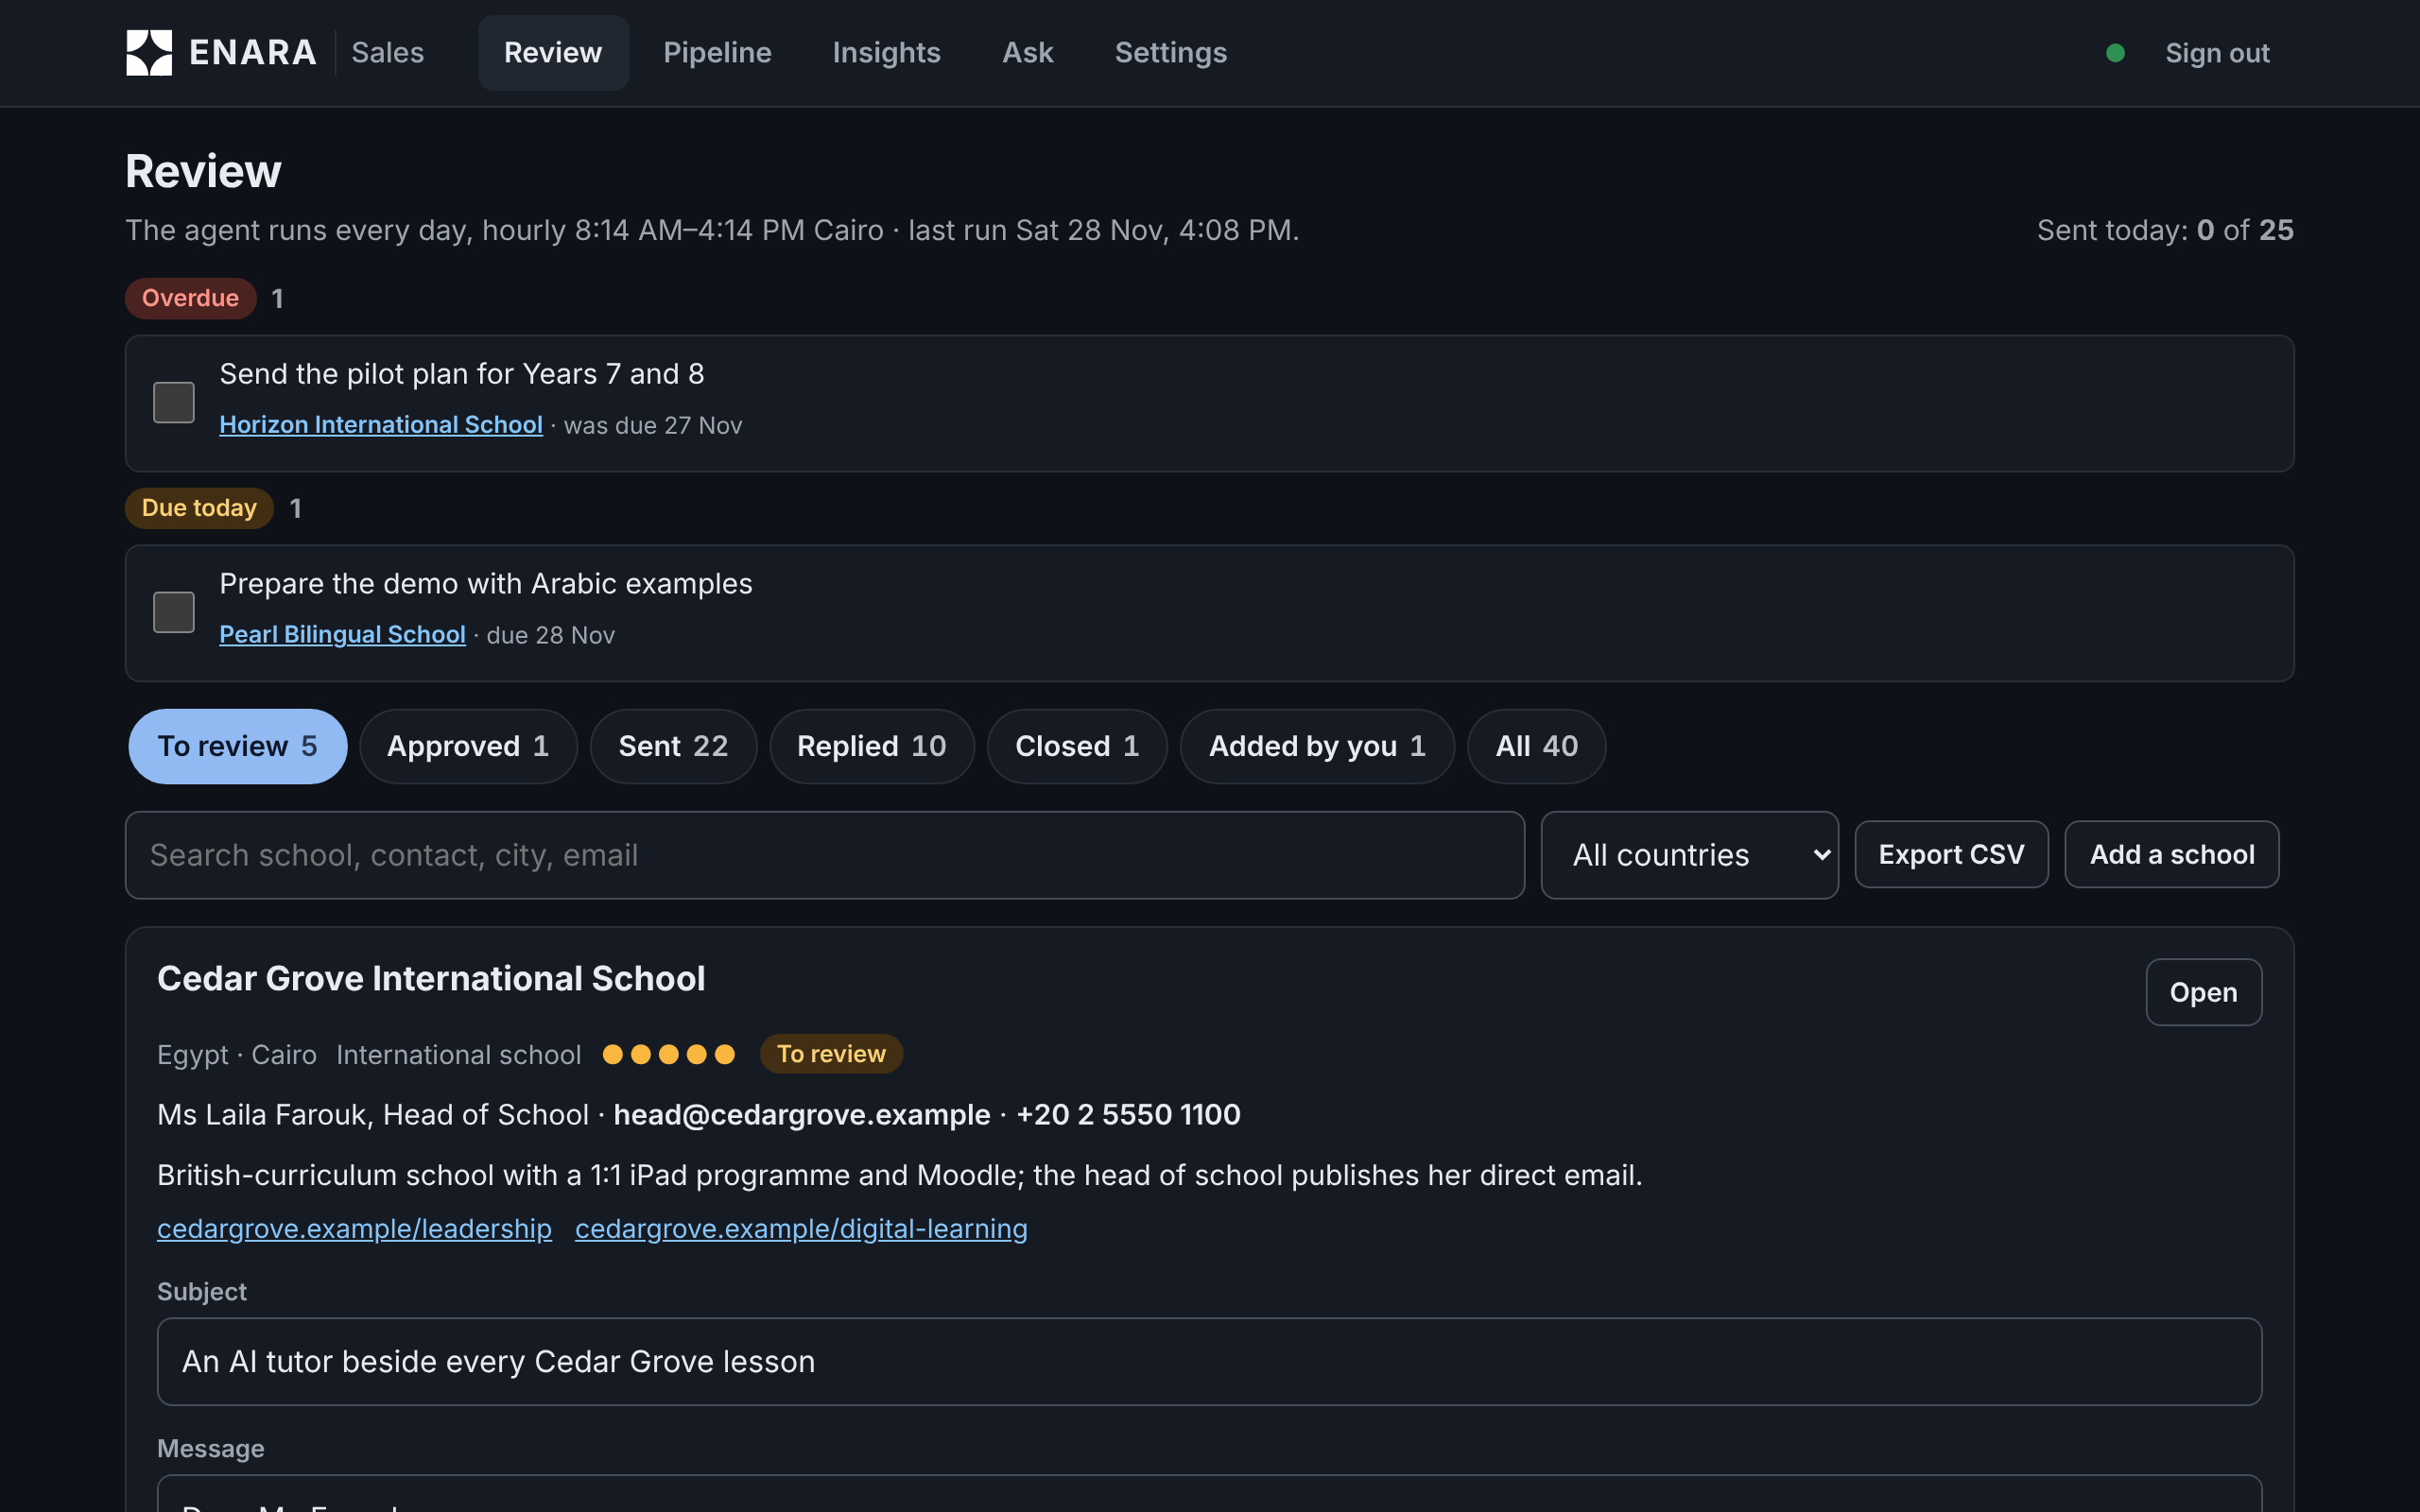 ENARA Sales Review Pipeline Insights Ask Settings Sign out
Review
The agent runs every day, hourly 8:14 AM–4:14 PM Cairo · last run Sat 28 Nov, 4:08 PM. Sent today: 0 of 25
Overdue 1
Send the pilot plan for Years 7 and 8
Horizon International School · was due 27 Nov
Due today 1
Prepare the demo with Arabic examples
Pearl Bilingual School · due 28 Nov
To review 5 Approved 1 Sent 22 Replied 10 Closed 1 Added by you 1 All 40
Search school, contact, city, email All countries Export CSV Add a school
Cedar Grove International School Open
Egypt · Cairo International school To review
Ms Laila Farouk, Head of School · head@cedargrove.example · +20 2 5550 1100
British-curriculum school with a 1:1 iPad programme and Moodle; the head of school publishes her direct email.
cedargrove.example/leadership cedargrove.example/digital-learning
Subject
An AI tutor beside every Cedar Grove lesson
Message